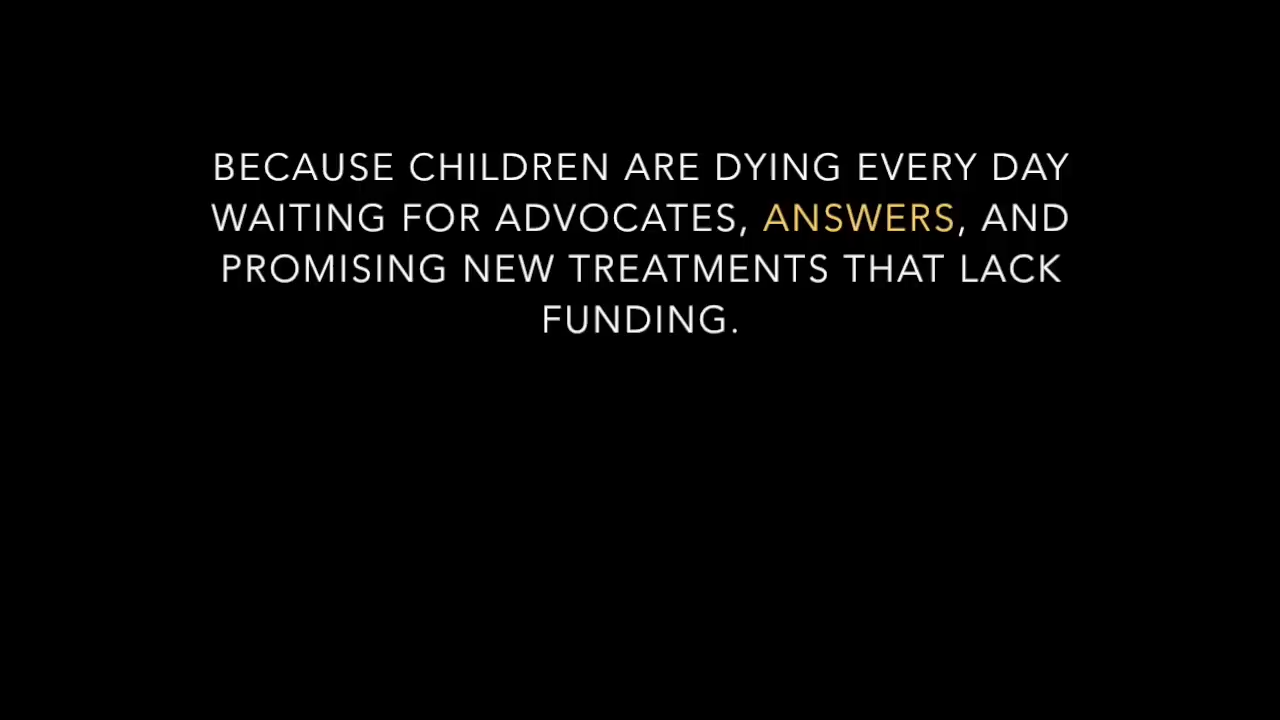 BECAUSE CHILDREN ARE DYING EVERY DAY
WAITING FOR ADVOCATES, ANSWERS, AND
PROMISING NEW TREATMENTS THAT LACK
FUNDING.